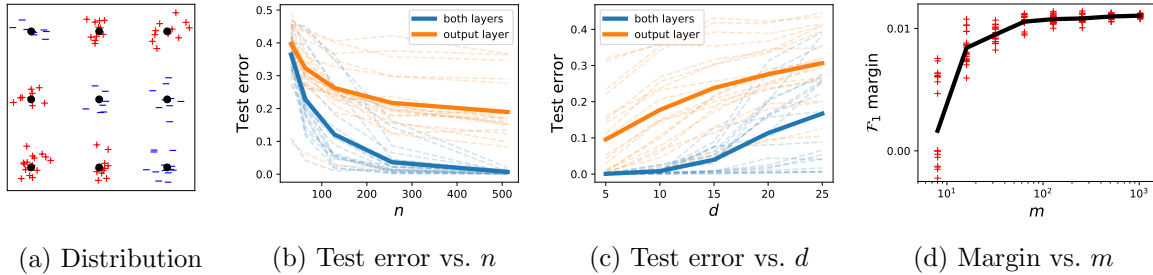 0.5
0.4
0.3
0.2
0.1
0.0
Test error
both layers
output layer
100 200 300 400 500
n
0.4
0.3
0.2
0.1
0.0
Test error
both layers
output layer
5 10 15 20 25
d
0.01
0.00
F₁ margin
10¹ 10² 10³
m
(a) Distribution
(b) Test error vs. n
(c) Test error vs. d
(d) Margin vs. m